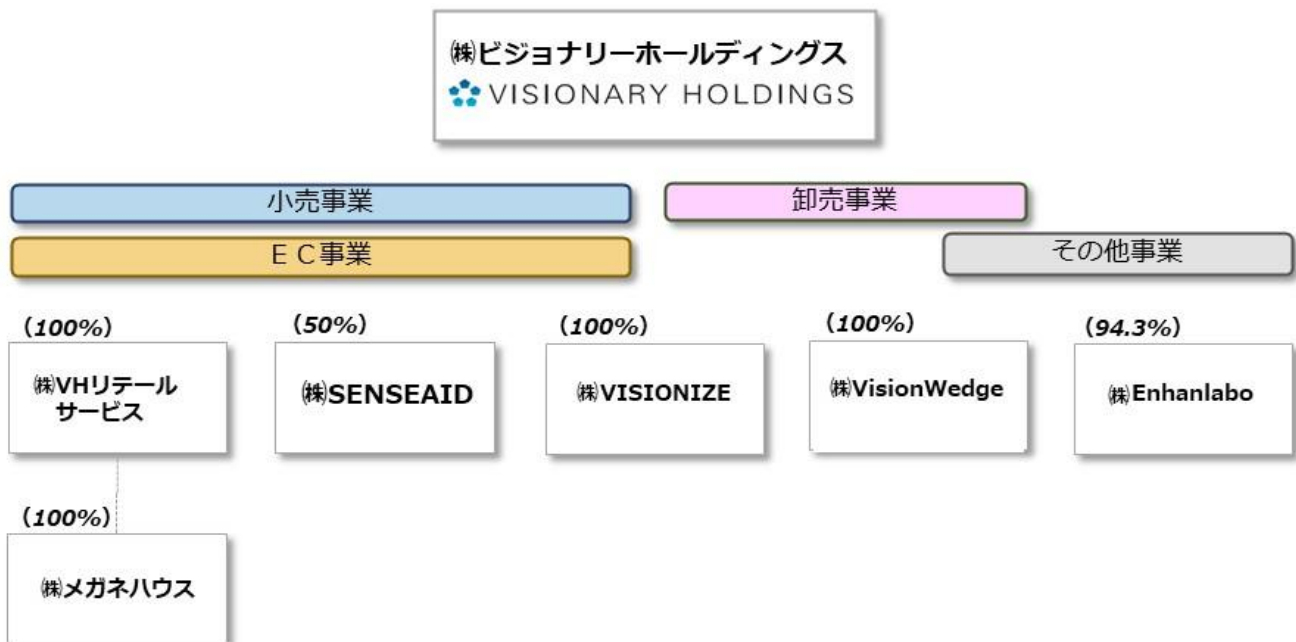 ㈱ビジョナリーホールディングス
VISIONARY HOLDINGS
小売事業
卸売事業
ＥＣ事業
その他事業
（100%）
（50%）
（100%）
（100%）
（94.3%）
㈱VHリテール
サービス
㈱SENSEAID
㈱VISIONIZE
㈱VisionWedge
㈱Enhanlabo
（100%）
㈱メガネハウス